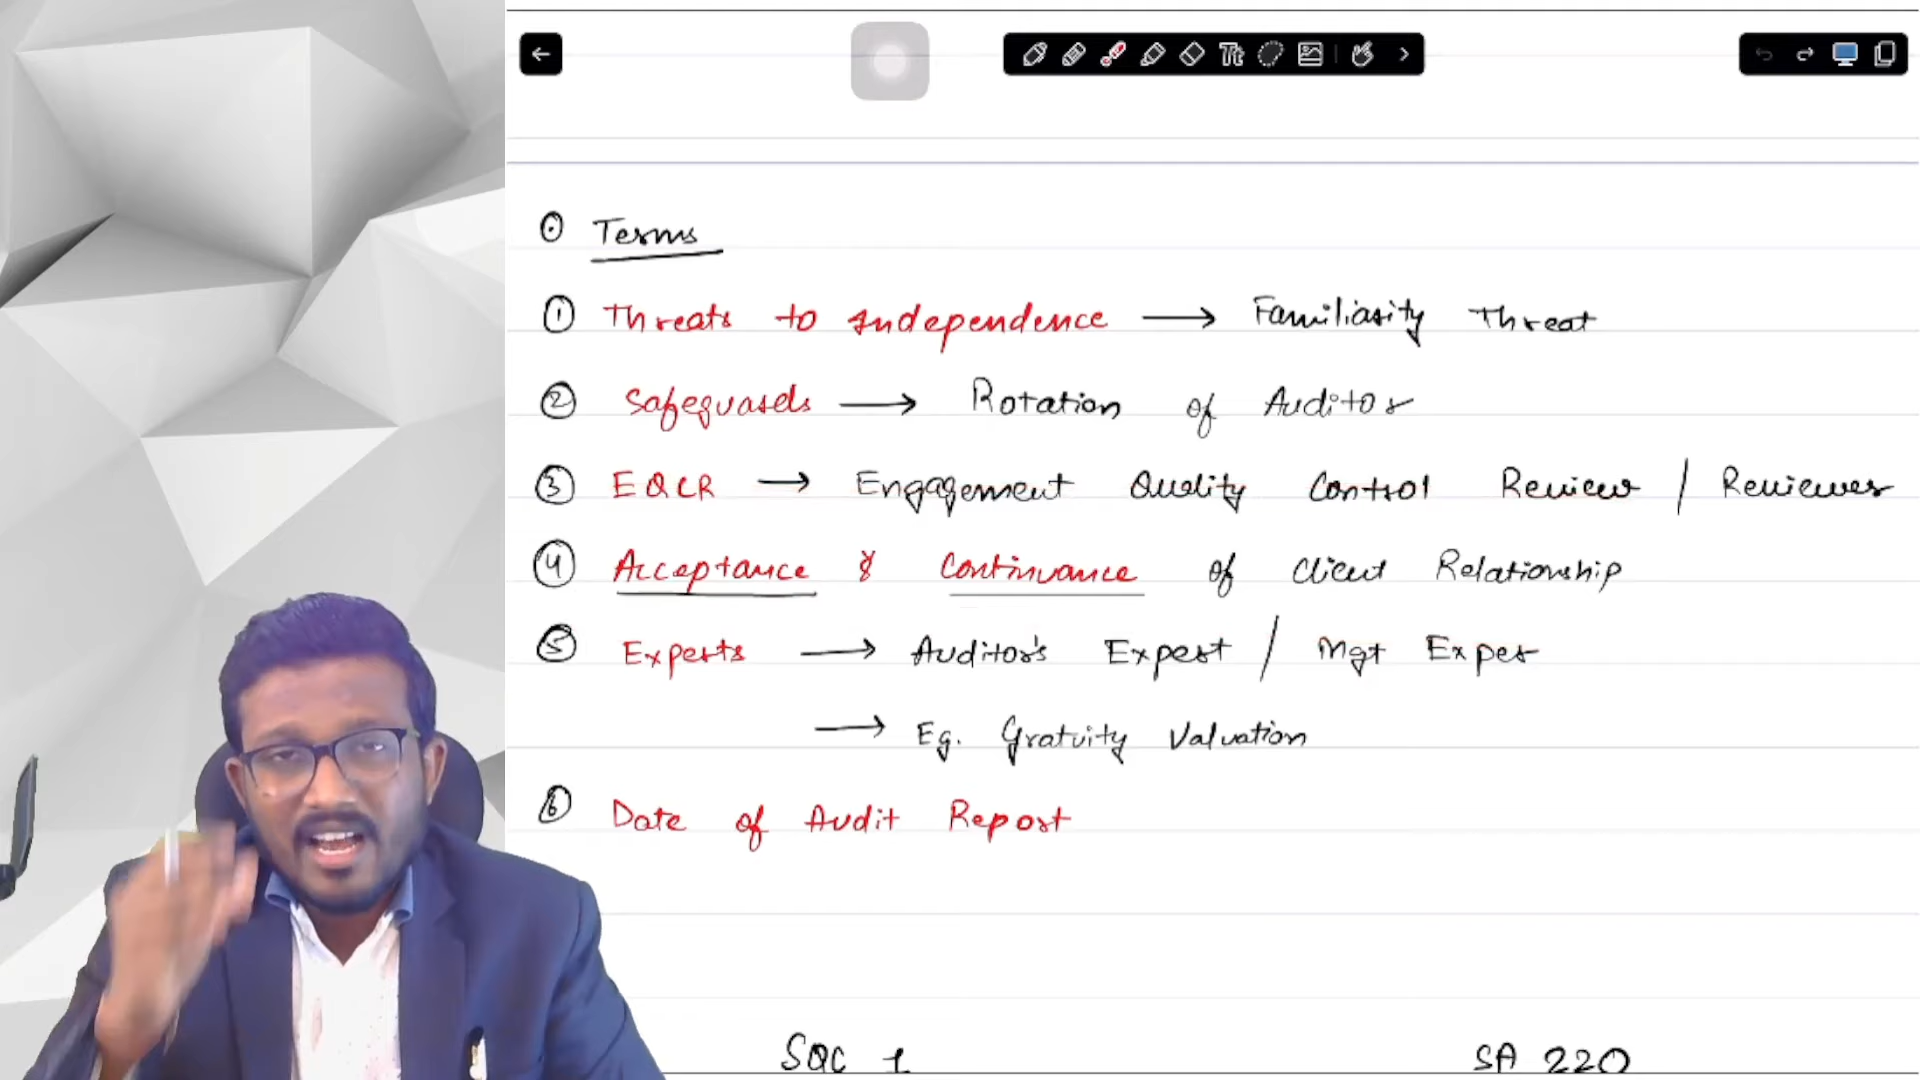 Terms
① Threats to Independence → Familiarity Threat
② Safeguards → Rotation of Auditor
③ EQCR → Engagement Quality Control Review / Reviewer
④ Acceptance & Continuance of Client Relationship
⑤ Experts → Auditor's Expert / Mgt Exper
→ Eg. Gratuity Valuation
⑥ Date of Audit Report
SQC 1 SA 220